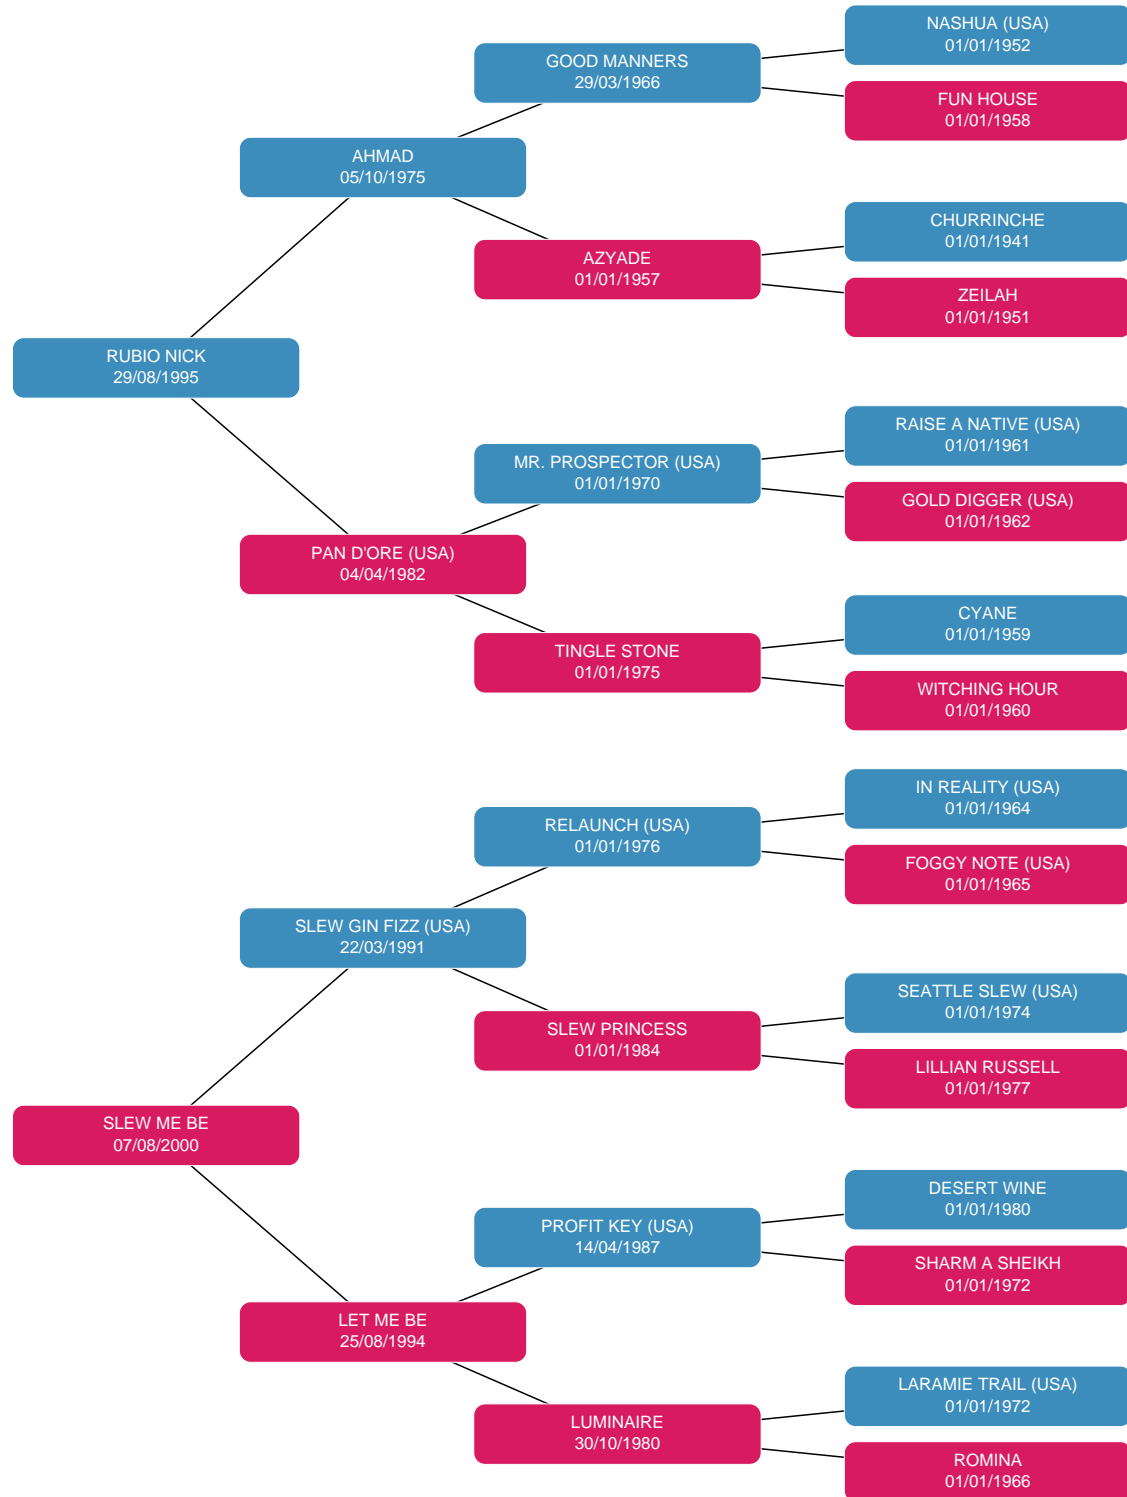 NASHUA (USA)
01/01/1952
GOOD MANNERS
29/03/1966
FUN HOUSE
01/01/1958
AHMAD
05/10/1975
CHURRINCHE
01/01/1941
AZYADE
01/01/1957
ZEILAH
01/01/1951
RUBIO NICK
29/08/1995
RAISE A NATIVE (USA)
01/01/1961
MR. PROSPECTOR (USA)
01/01/1970
GOLD DIGGER (USA)
01/01/1962
PAN D'ORE (USA)
04/04/1982
CYANE
01/01/1959
TINGLE STONE
01/01/1975
WITCHING HOUR
01/01/1960
IN REALITY (USA)
01/01/1964
RELAUNCH (USA)
01/01/1976
FOGGY NOTE (USA)
01/01/1965
SLEW GIN FIZZ (USA)
22/03/1991
SEATTLE SLEW (USA)
01/01/1974
SLEW PRINCESS
01/01/1984
LILLIAN RUSSELL
01/01/1977
SLEW ME BE
07/08/2000
DESERT WINE
01/01/1980
PROFIT KEY (USA)
14/04/1987
SHARM A SHEIKH
01/01/1972
LET ME BE
25/08/1994
LARAMIE TRAIL (USA)
01/01/1972
LUMINAIRE
30/10/1980
ROMINA
01/01/1966